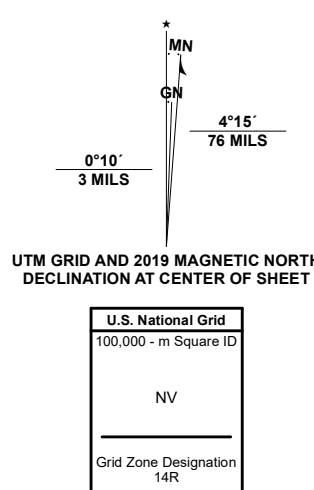 ★
MN
GN
4°15´
76 MILS
0°10´
3 MILS
UTM GRID AND 2019 MAGNETIC NORTH
DECLINATION AT CENTER OF SHEET
U.S. National Grid
100,000 - m Square ID
NV
Grid Zone Designation
14R